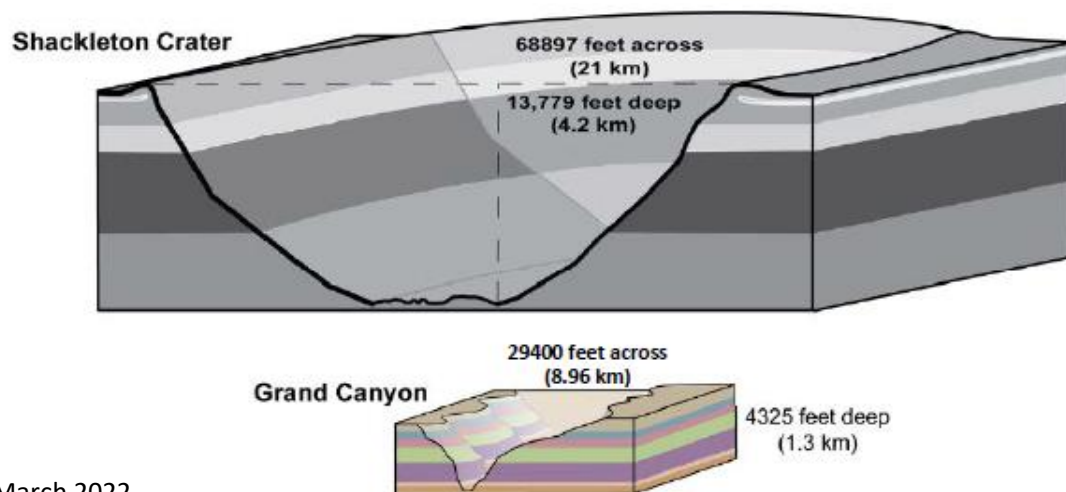 Shackleton Crater
68897 feet across
(21 km)
13,779 feet deep
(4.2 km)
29400 feet across
(8.96 km)
Grand Canyon
4325 feet deep
(1.3 km)
March 2022